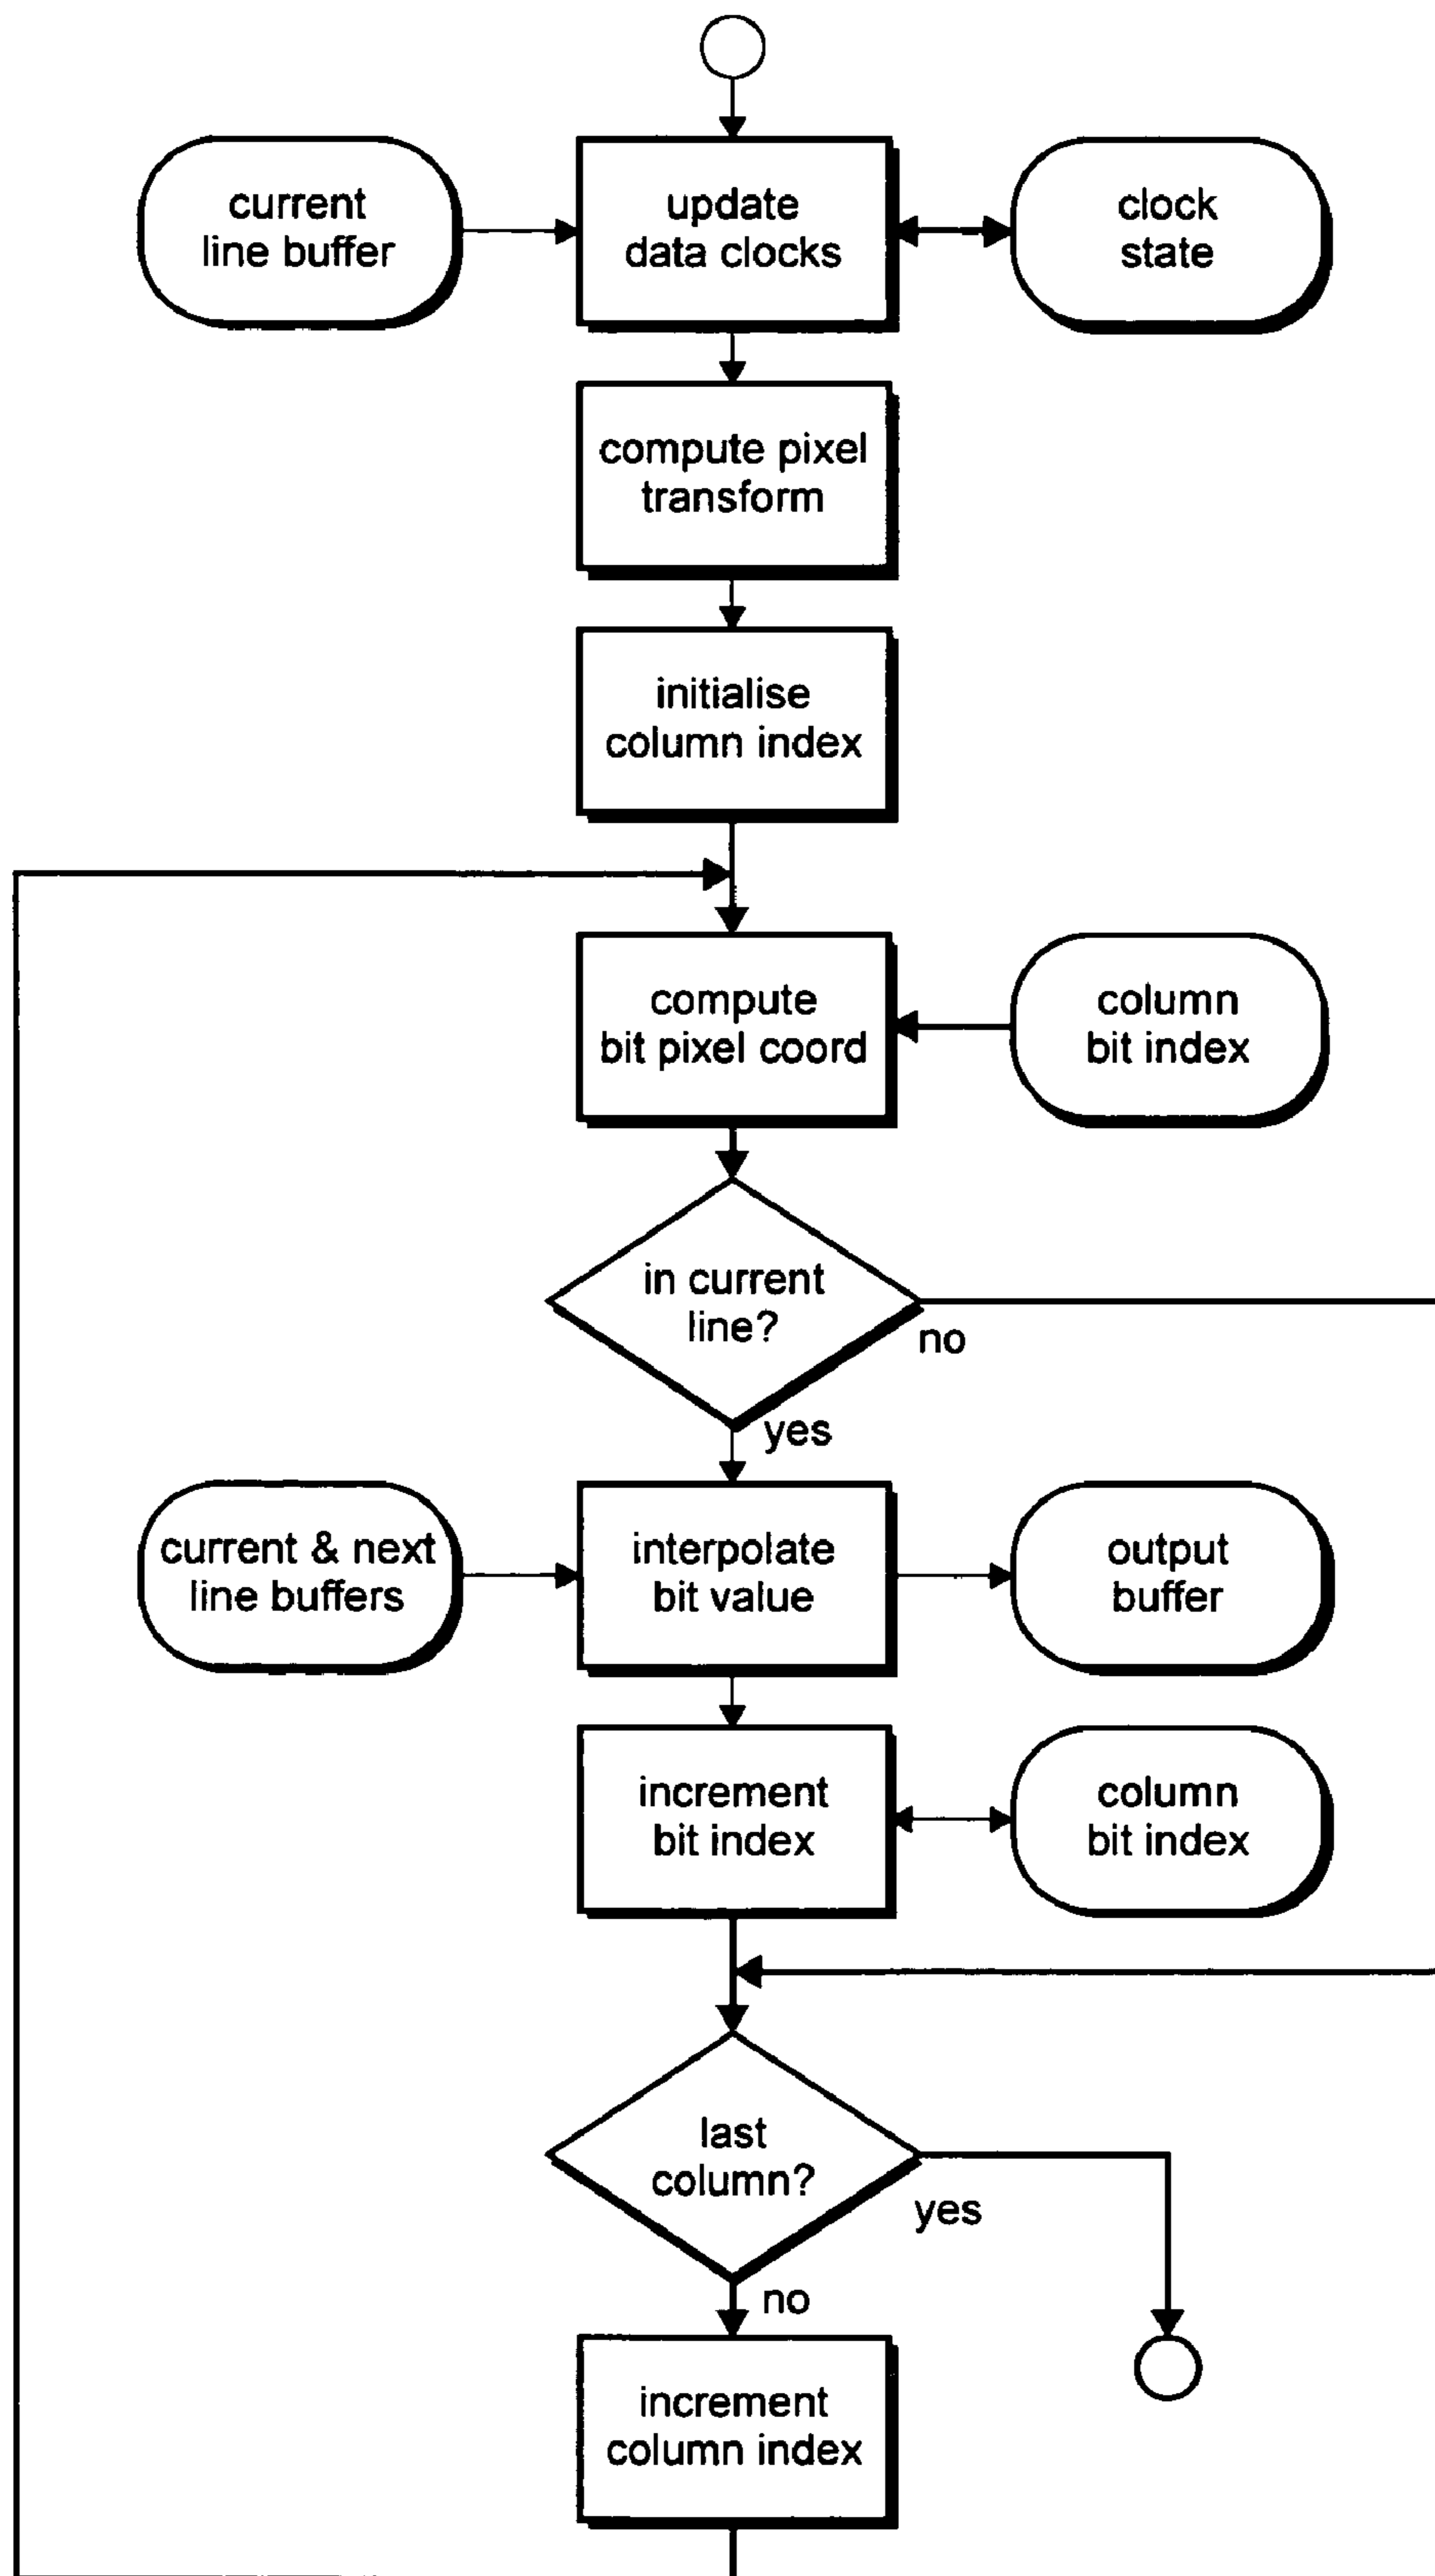 current
line buffer
update
data clocks
clock
state
compute pixel
transform
initialise
column index
compute
bit pixel coord
column
bit index
in current
line?
no
yes
current & next
line buffers
interpolate
bit value
output
buffer
increment
bit index
column
bit index
last
column?
yes
no
increment
column index